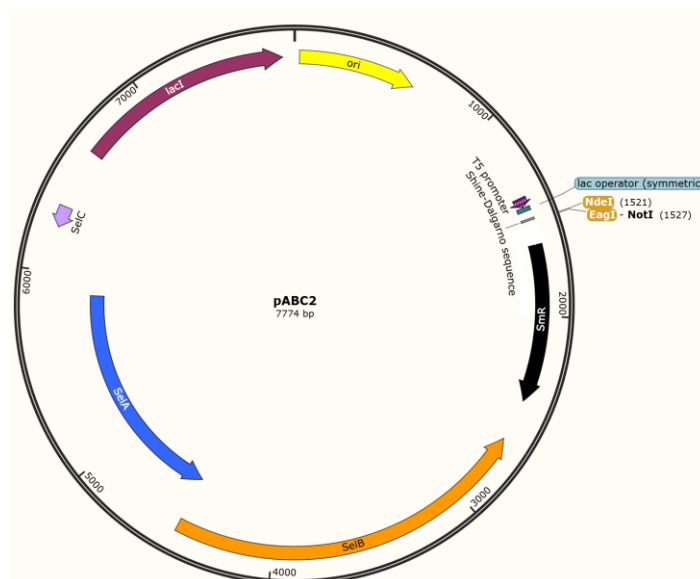 ori
lacI
7000
1000
T5 promoter
Shine-Dalgarno sequence
lac operator (symmetric
NdeI (1521)
EagI - NotI (1527)
SelC
6000
2000
SmR
pABC2
7774 bp
SelA
5000
3000
SelB
4000